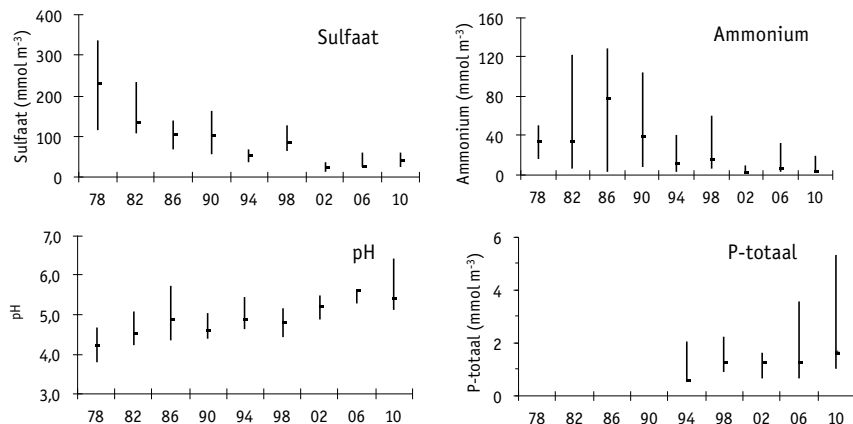 Sulfaat
Sulfaat (mmol m-3)
400
300
200
100
0
78 82 86 90 94 98 02 06 10
Ammonium
Ammonium (mmol m-3)
160
120
80
40
0
78 82 86 90 94 98 02 06 10
pH
pH
7,0
6,0
5,0
4,0
3,0
78 82 86 90 94 98 02 06 10
P-totaal
P-totaal (mmol m-3)
6
4
2
0
78 82 86 90 94 98 02 06 10